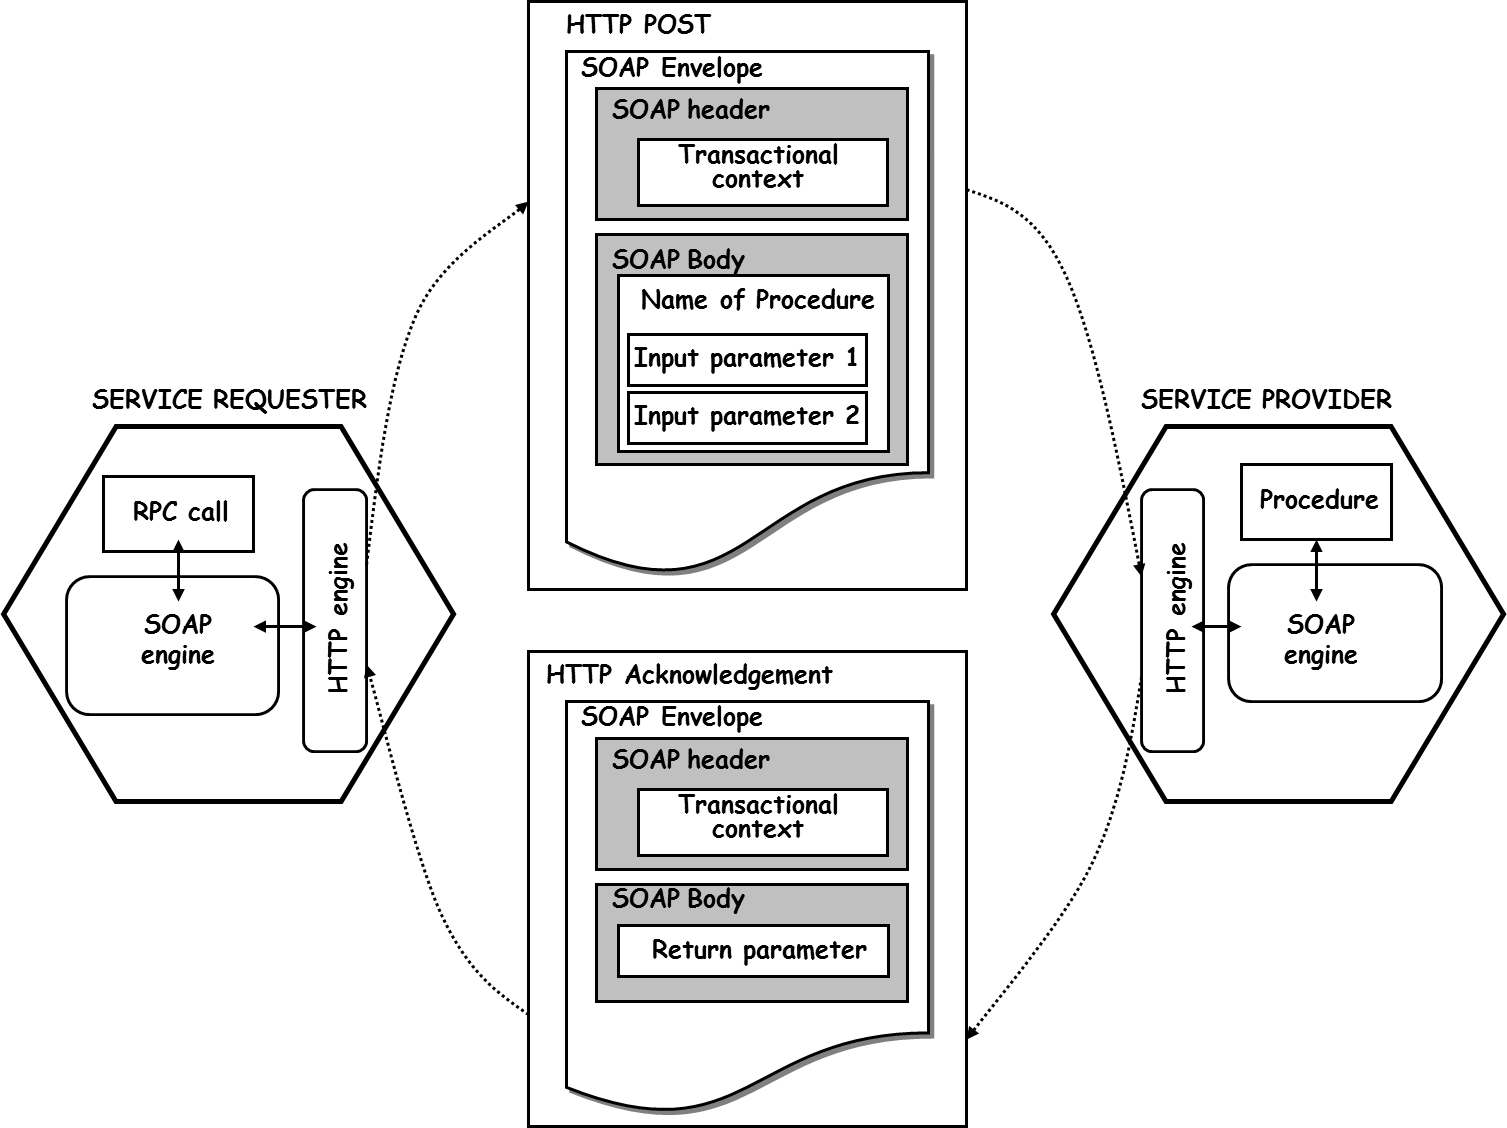 HTTP POST
SOAP Envelope
SOAP header
Transactional
context
SOAP Body
Name of Procedure
Input parameter 1
Input parameter 2
SERVICE REQUESTER
RPC call
SOAP
engine
HTTP engine
SERVICE PROVIDER
Procedure
HTTP engine
SOAP
engine
HTTP Acknowledgement
SOAP Envelope
SOAP header
Transactional
context
SOAP Body
Return parameter